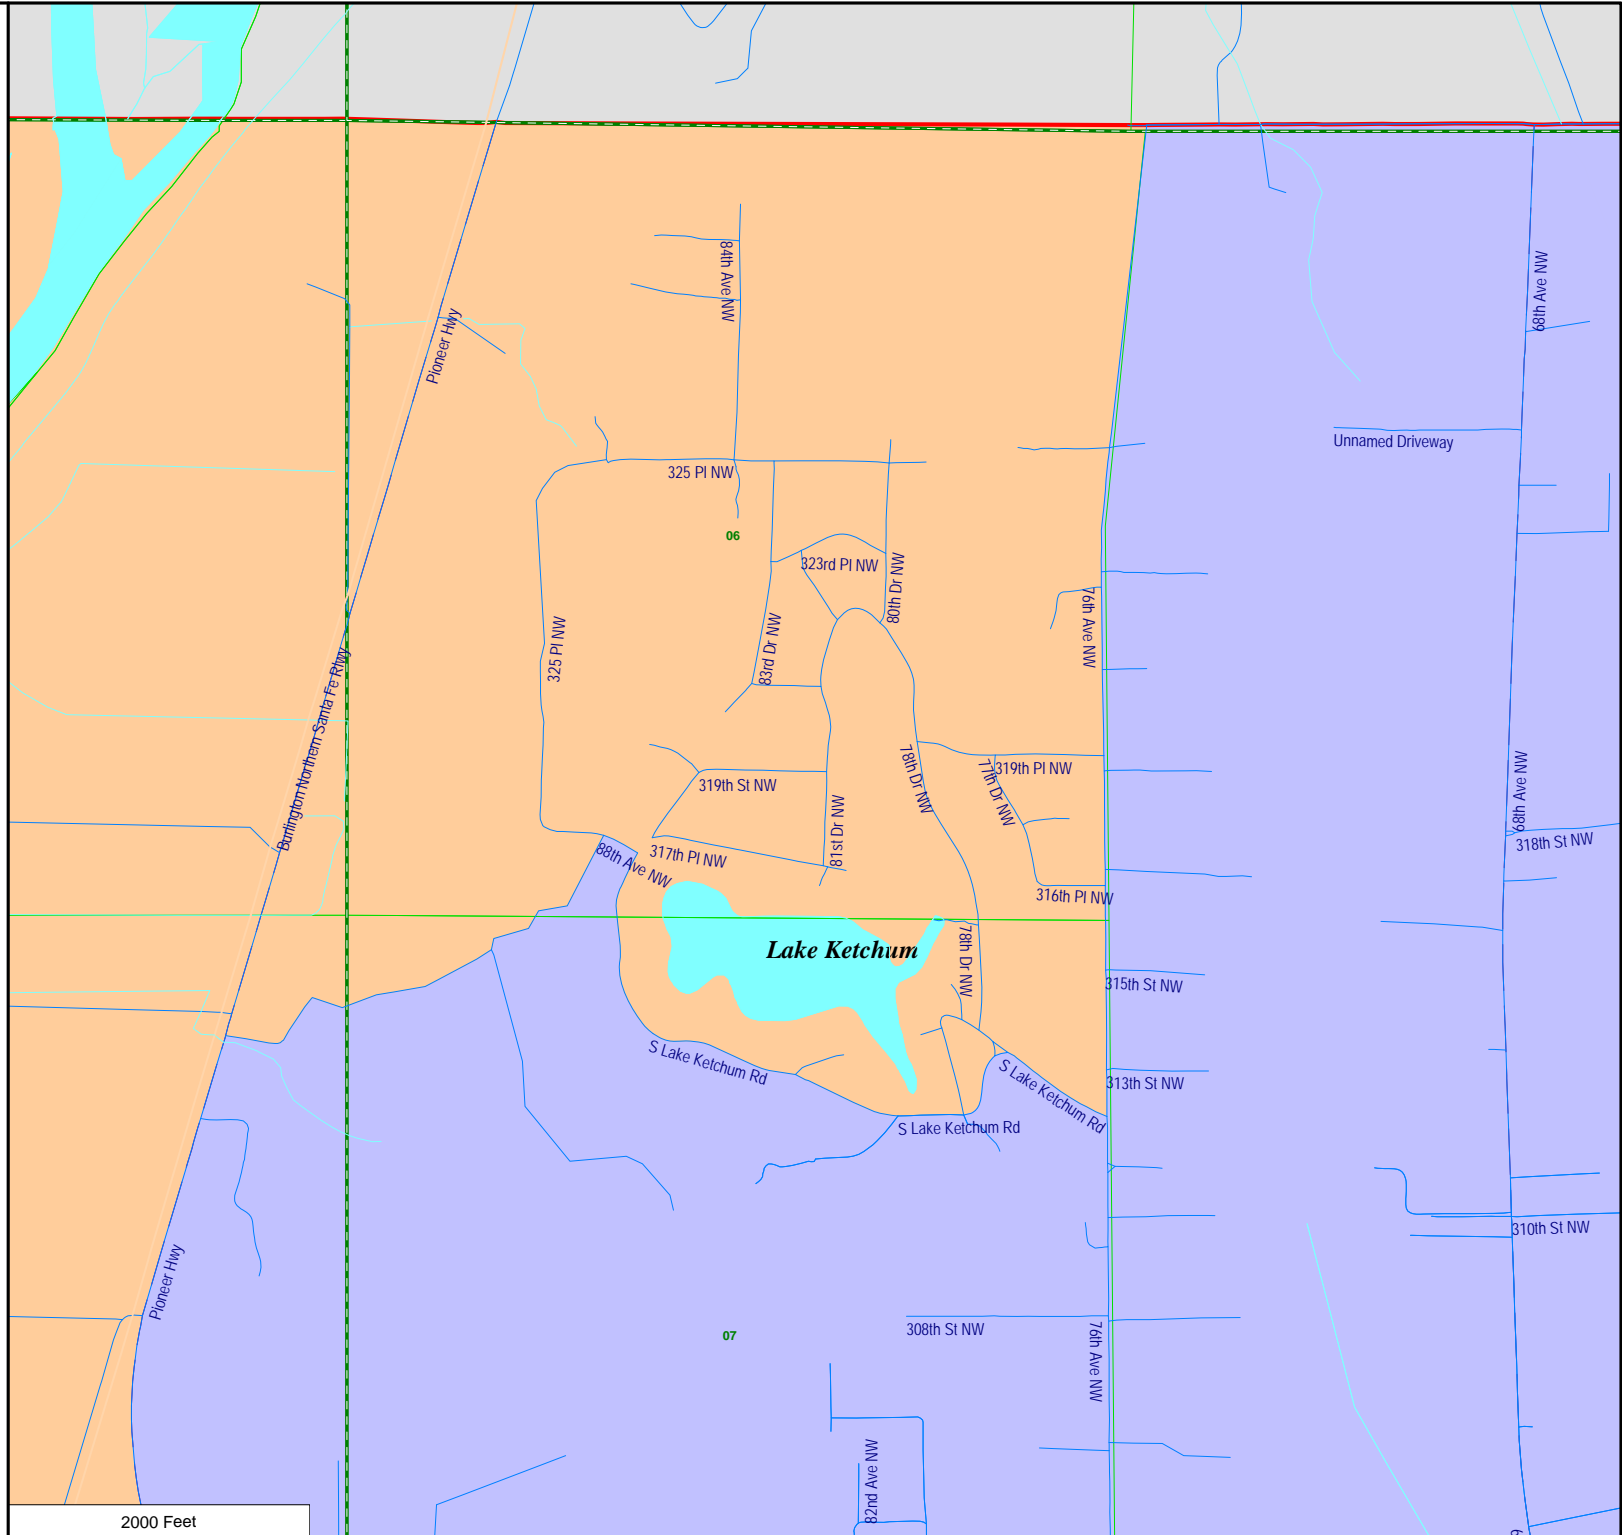 84th Ave NW
68th Ave NW
Pioneer Hwy
Unnamed Driveway
325 Pl NW
06
323rd Pl NW
80th Dr NW
76th Ave NW
83rd Dr NW
325 Pl NW
Burlington Northern Santa Fe Rlwy
78th Dr NW
77th Dr NW
319th Pl NW
319th St NW
68th Ave NW
81st Dr NW
318th St NW
88th Ave NW
317th Pl NW
316th Pl NW
Lake Ketchum
78th Dr NW
315th St NW
S Lake Ketchum Rd
S Lake Ketchum Rd
313th St NW
S Lake Ketchum Rd
310th St NW
Pioneer Hwy
308th St NW
07
76th Ave NW
82nd Ave NW
2000 Feet